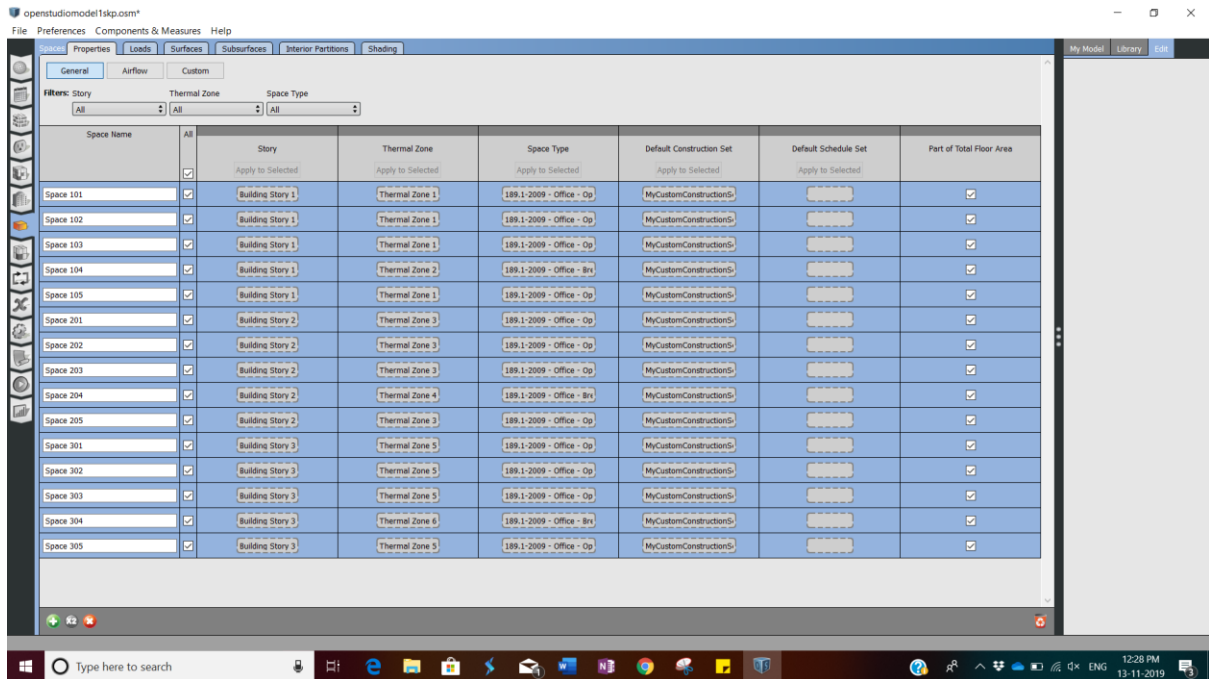 openstudiomodel1skp.osm*
File Preferences Components & Measures Help
Spaces Properties Loads Surfaces Subsurfaces Interior Partitions Shading My Model Library Edit
General Airflow Custom
Filters: Story Thermal Zone Space Type
All All All
Space Name All Story Thermal Zone Space Type Default Construction Set Default Schedule Set Part of Total Floor Area
Apply to Selected Apply to Selected Apply to Selected Apply to Selected Apply to Selected
Space 101 Building Story 1 Thermal Zone 1 189.1-2009 - Office - Op MyCustomConstructionS
Space 102 Building Story 1 Thermal Zone 1 189.1-2009 - Office - Op MyCustomConstructionS
Space 103 Building Story 1 Thermal Zone 1 189.1-2009 - Office - Op MyCustomConstructionS
Space 104 Building Story 1 Thermal Zone 2 189.1-2009 - Office - Bre MyCustomConstructionS
Space 105 Building Story 1 Thermal Zone 1 189.1-2009 - Office - Op MyCustomConstructionS
Space 201 Building Story 2 Thermal Zone 3 189.1-2009 - Office - Op MyCustomConstructionS
Space 202 Building Story 2 Thermal Zone 3 189.1-2009 - Office - Op MyCustomConstructionS
Space 203 Building Story 2 Thermal Zone 3 189.1-2009 - Office - Op MyCustomConstructionS
Space 204 Building Story 2 Thermal Zone 4 189.1-2009 - Office - Bre MyCustomConstructionS
Space 205 Building Story 2 Thermal Zone 3 189.1-2009 - Office - Op MyCustomConstructionS
Space 301 Building Story 3 Thermal Zone 5 189.1-2009 - Office - Op MyCustomConstructionS
Space 302 Building Story 3 Thermal Zone 5 189.1-2009 - Office - Op MyCustomConstructionS
Space 303 Building Story 3 Thermal Zone 5 189.1-2009 - Office - Op MyCustomConstructionS
Space 304 Building Story 3 Thermal Zone 6 189.1-2009 - Office - Bre MyCustomConstructionS
Space 305 Building Story 3 Thermal Zone 5 189.1-2009 - Office - Op MyCustomConstructionS
x2
Type here to search ENG 12:28 PM
13-11-2019